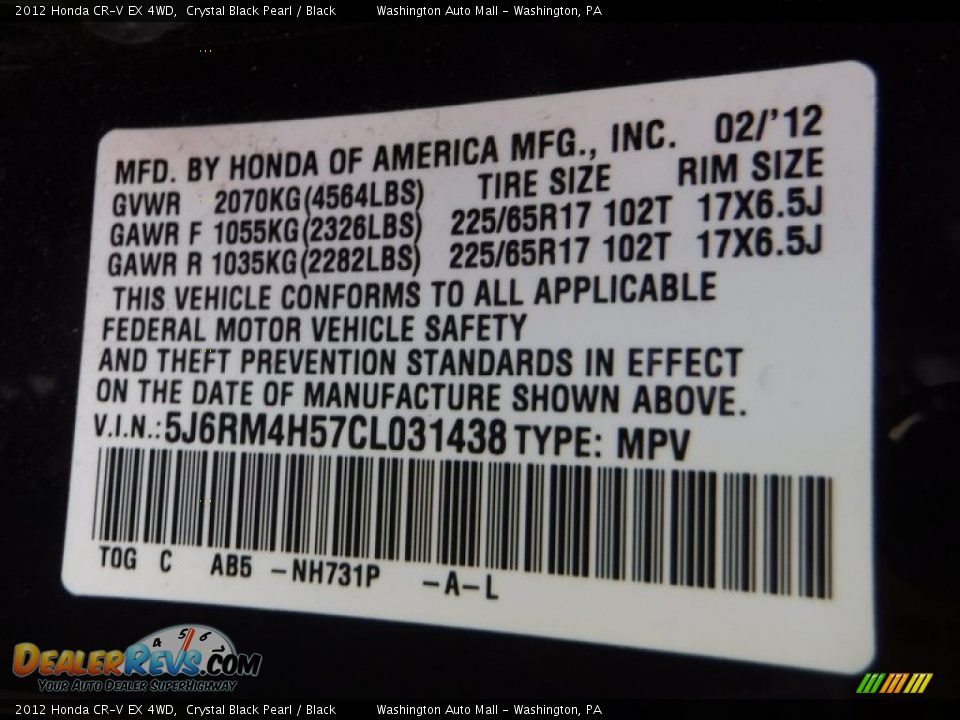 2012 Honda CR-V EX 4WD, Crystal Black Pearl / Black Washington Auto Mall - Washington, PA
MFD. BY HONDA OF AMERICA MFG., INC. 02/'12
GVWR 2070KG(4564LBS) TIRE SIZE RIM SIZE
GAWR F 1055KG(2326LBS) 225/65R17 102T 17X6.5J
GAWR R 1035KG(2282LBS) 225/65R17 102T 17X6.5J
THIS VEHICLE CONFORMS TO ALL APPLICABLE
FEDERAL MOTOR VEHICLE SAFETY
AND THEFT PREVENTION STANDARDS IN EFFECT
ON THE DATE OF MANUFACTURE SHOWN ABOVE.
V.I.N.: 5J6RM4H57CL031438 TYPE: MPV
T0G C AB5 -NH731P -A-L
4 5 6
DEALERREVS.COM
YOUR AUTO DEALER SUPERHIGHWAY
2012 Honda CR-V EX 4WD, Crystal Black Pearl / Black Washington Auto Mall - Washington, PA